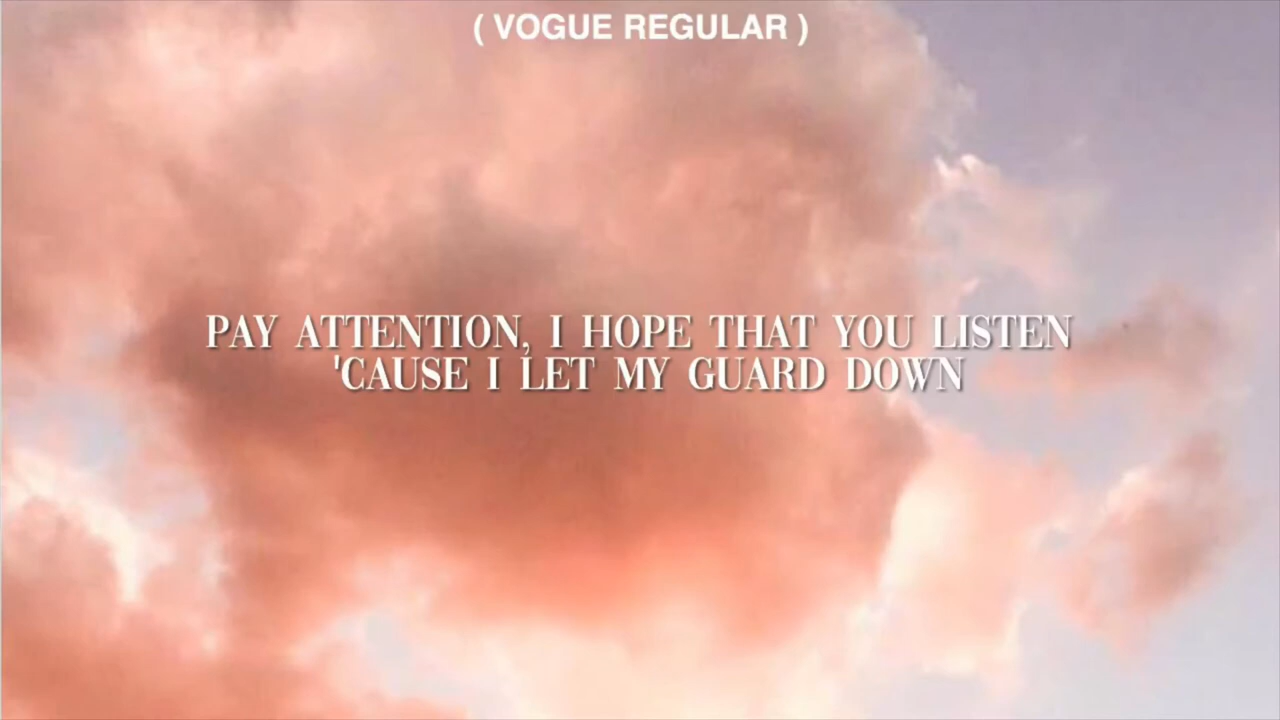 ( VOGUE REGULAR )
PAY ATTENTION, I HOPE THAT YOU LISTEN
'CAUSE I LET MY GUARD DOWN